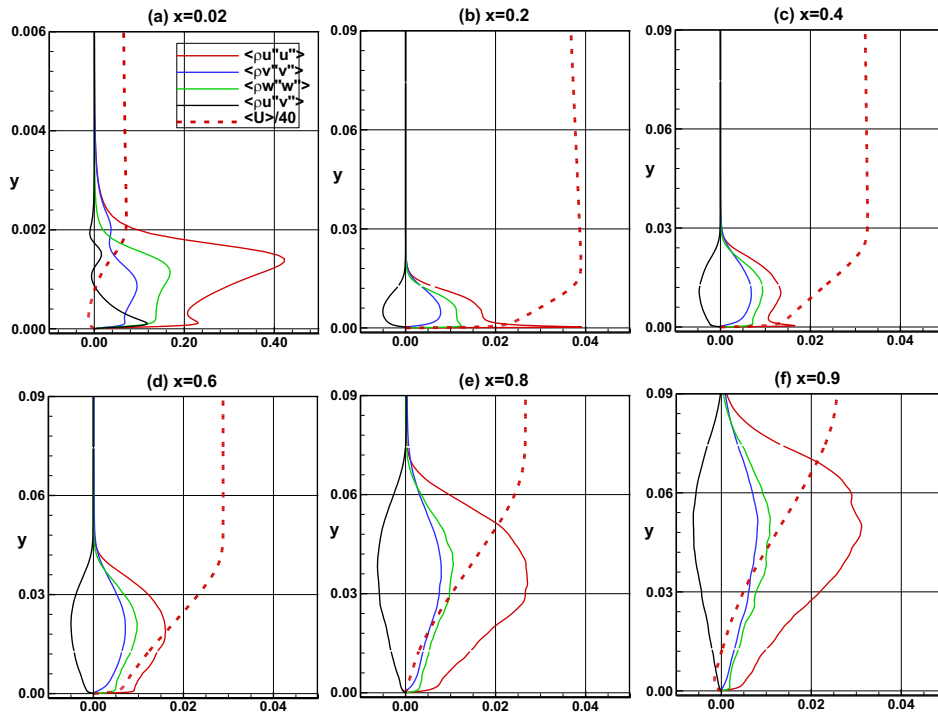 (a) x=0.02
(b) x=0.2
(c) x=0.4
0.006
0.004
y
0.002
0.000
0.00 0.20 0.40
<ρu"u">
<ρv"v">
<ρw"w">
<ρu"v">
<U>/40
0.09
0.06
y
0.03
0.00
0.00 0.02 0.04
0.09
0.06
y
0.03
0.00
0.00 0.02 0.04
(d) x=0.6
(e) x=0.8
(f) x=0.9
0.09
0.06
y
0.03
0.00
0.00 0.02 0.04
0.09
0.06
y
0.03
0.00
0.00 0.02 0.04
0.09
0.06
y
0.03
0.00
0.00 0.02 0.04